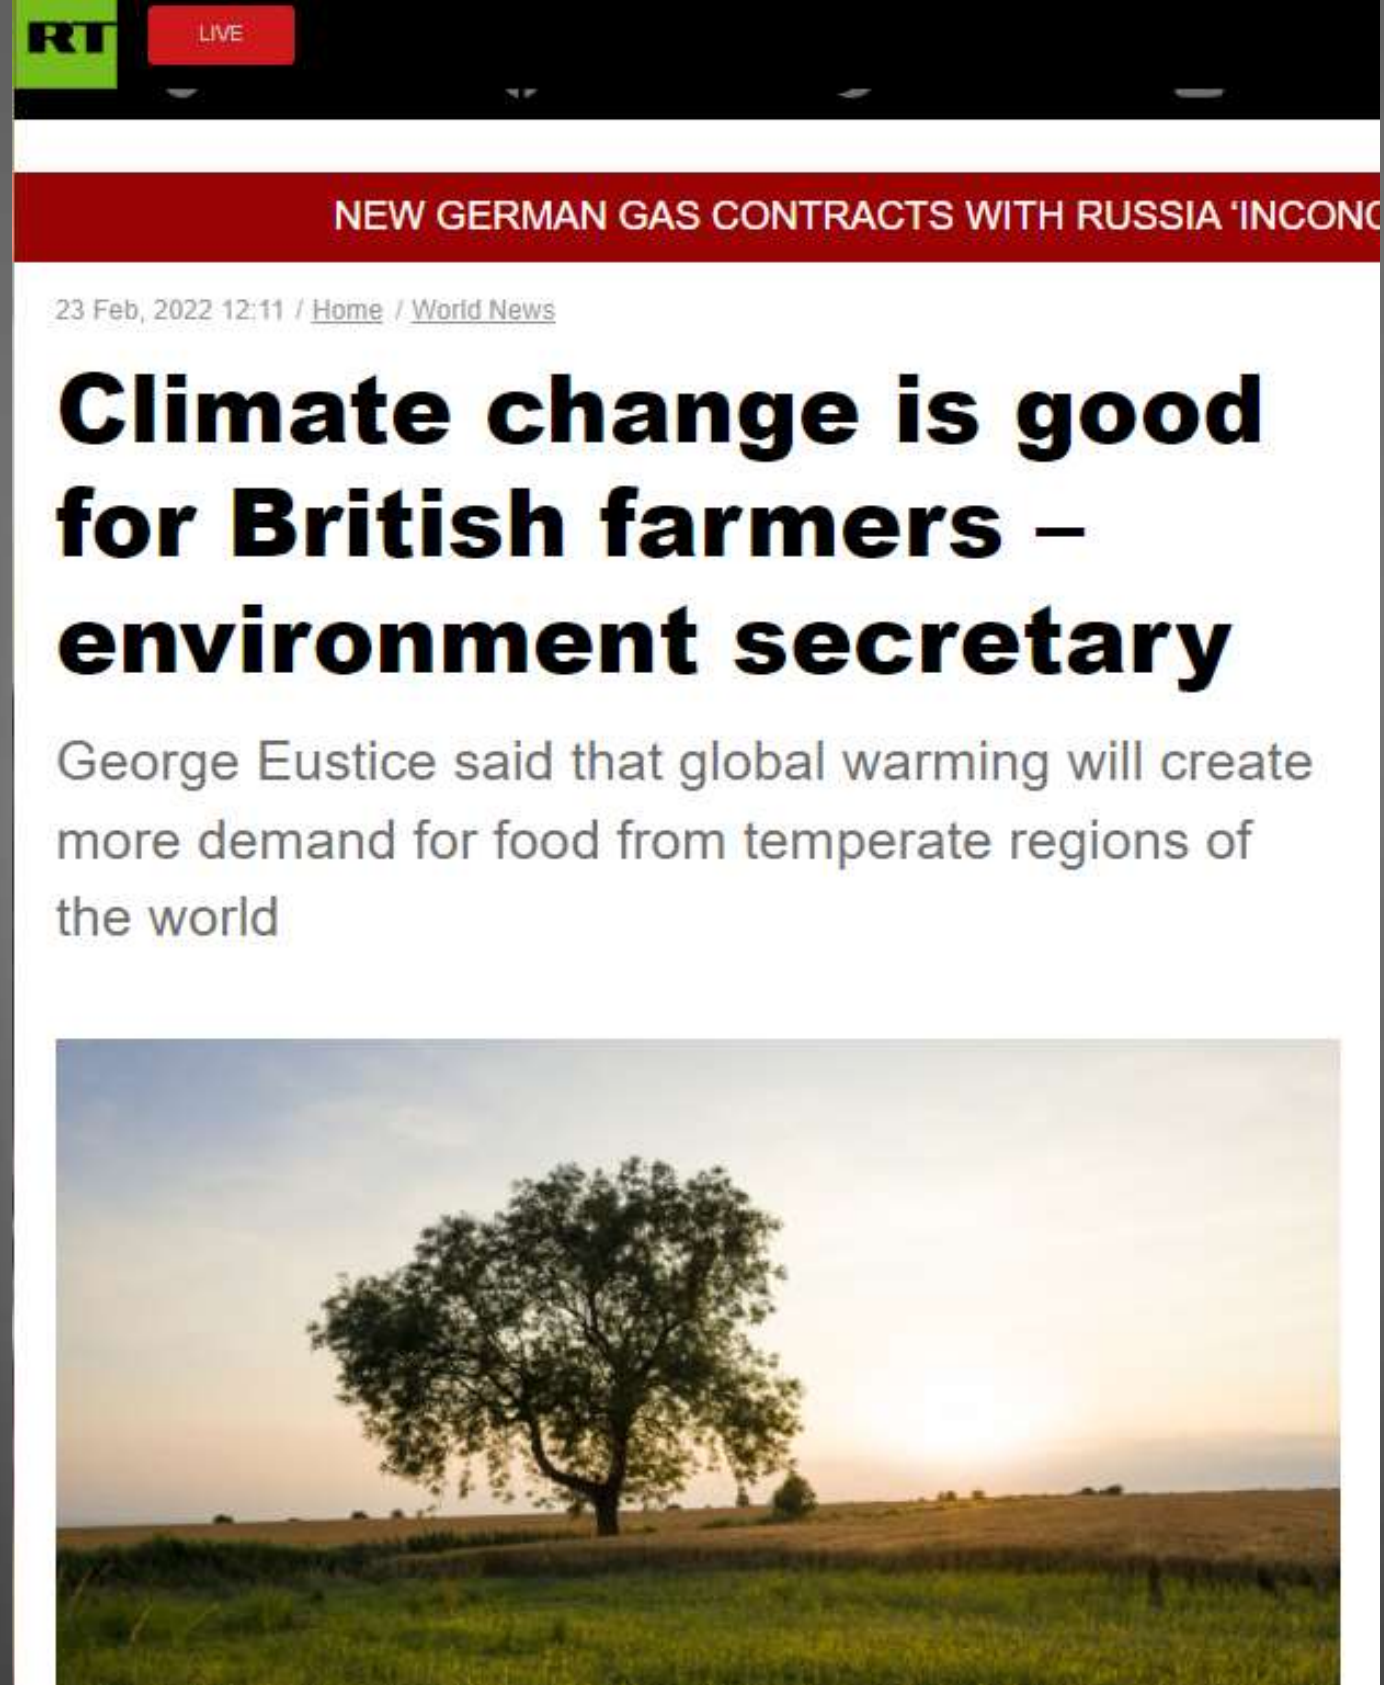 RT
LIVE
NEW GERMAN GAS CONTRACTS WITH RUSSIA ‘INCONC
23 Feb, 2022 12:11 / Home / World News
Climate change is good
for British farmers –
environment secretary
George Eustice said that global warming will create
more demand for food from temperate regions of
the world